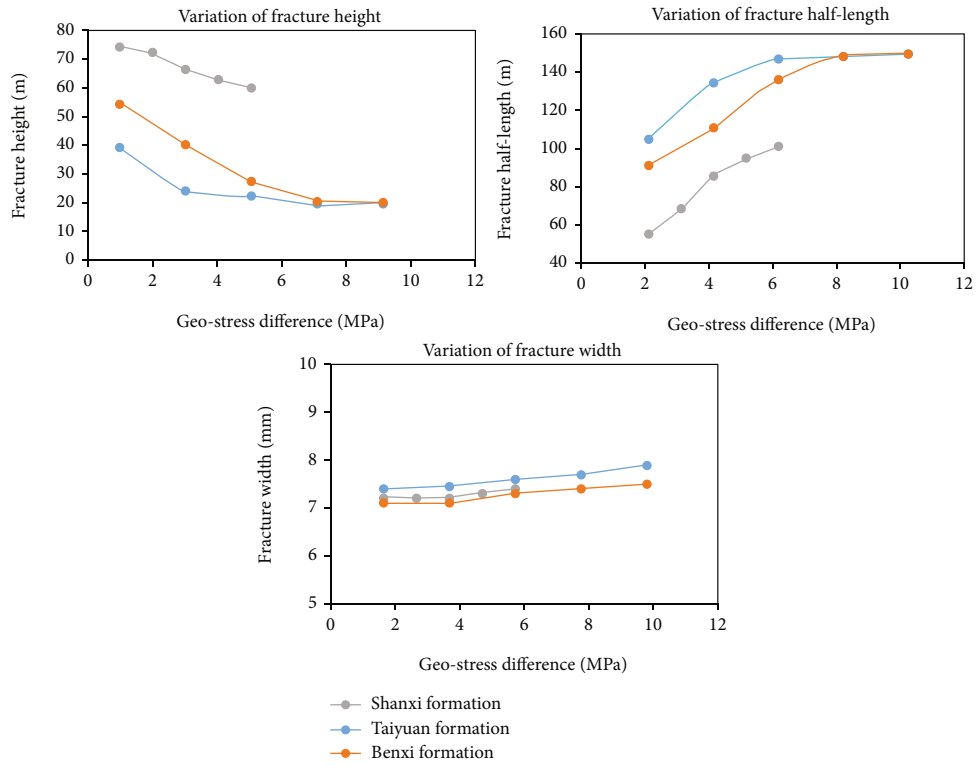 Variation of fracture height
80
70
60
50
40
30
20
10
0
Fracture height (m)
0 2 4 6 8 10 12
Geo-stress difference (MPa)
Variation of fracture half-length
160
140
120
100
80
60
40
Fracture half-length (m)
0 2 4 6 8 10 12
Geo-stress difference (MPa)
Variation of fracture width
10
9
8
7
6
5
Fracture width (mm)
0 2 4 6 8 10 12
Geo-stress difference (MPa)
Shanxi formation
Taiyuan formation
Benxi formation